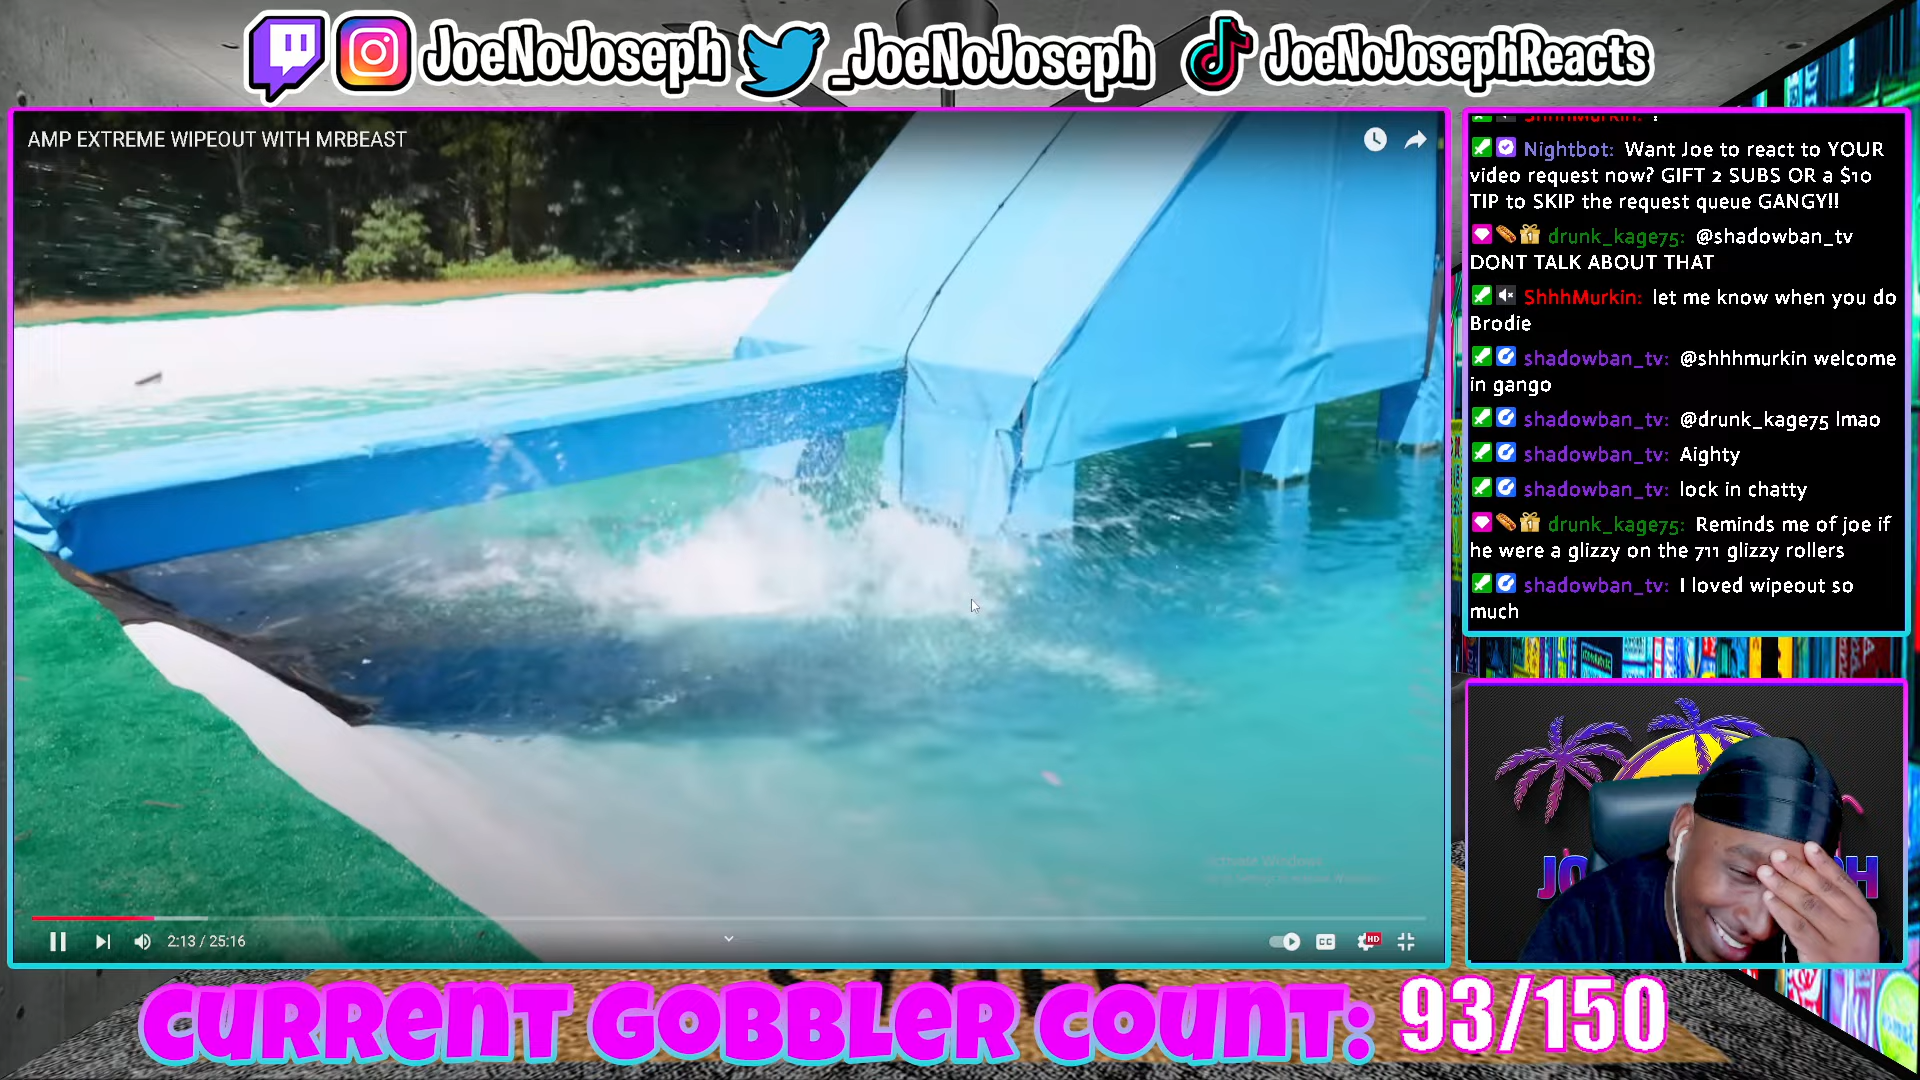 JoeNoJoseph _JoeNoJoseph JoeNoJosephReacts
AMP EXTREME WIPEOUT WITH MRBEAST
Nightbot: Want Joe to react to YOUR
video request now? GIFT 2 SUBS OR a $10
TIP to SKIP the request queue GANGY!!
drunk_kage75: @shadowban_tv
DONT TALK ABOUT THAT
ShhhMurkin: let me know when you do
Brodie
shadowban_tv: @shhhmurkin welcome
in gango
shadowban_tv: @drunk_kage75 lmao
shadowban_tv: Aighty
shadowban_tv: lock in chatty
drunk_kage75: Reminds me of joe if
he were a glizzy on the 711 glizzy rollers
shadowban_tv: I loved wipeout so
much
Activate Windows
2:13 / 25:16
CC
HD
CURRENT GOBBLER COUNT: 93/150